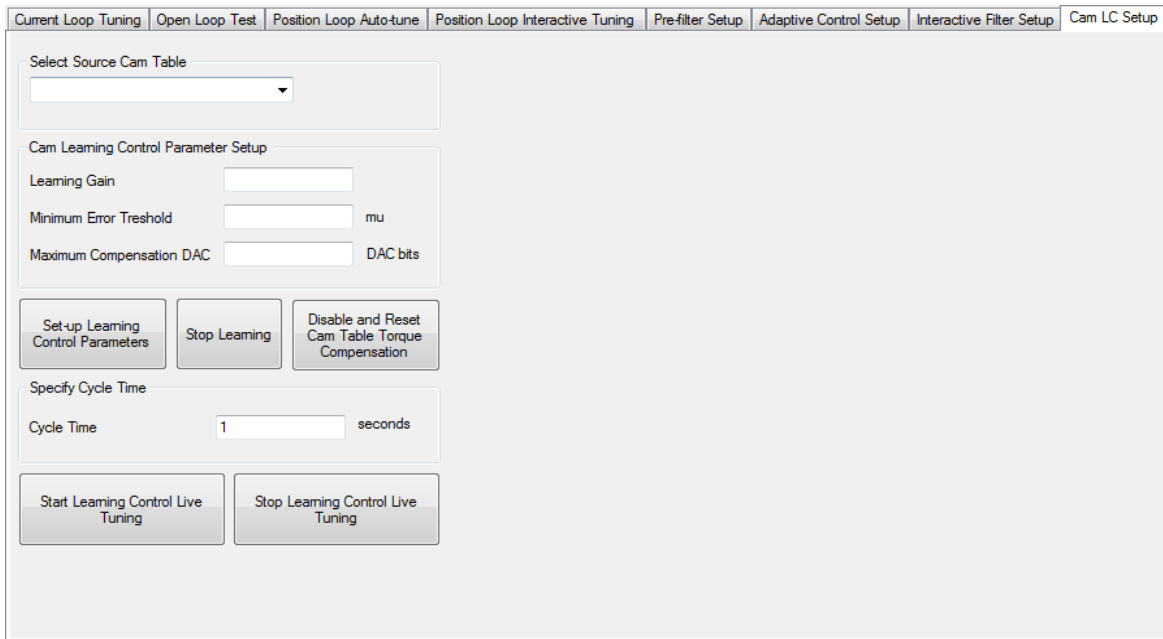 Current Loop Tuning Open Loop Test Position Loop Auto-tune Position Loop Interactive Tuning Pre-filter Setup Adaptive Control Setup Interactive Filter Setup Cam LC Setup
Select Source Cam Table
Cam Learning Control Parameter Setup
Learning Gain
Minimum Error Treshold mu
Maximum Compensation DAC DAC bits
Set-up Learning
Control Parameters
Stop Learning
Disable and Reset
Cam Table Torque
Compensation
Specify Cycle Time
Cycle Time 1 seconds
Start Learning Control Live
Tuning
Stop Learning Control Live
Tuning